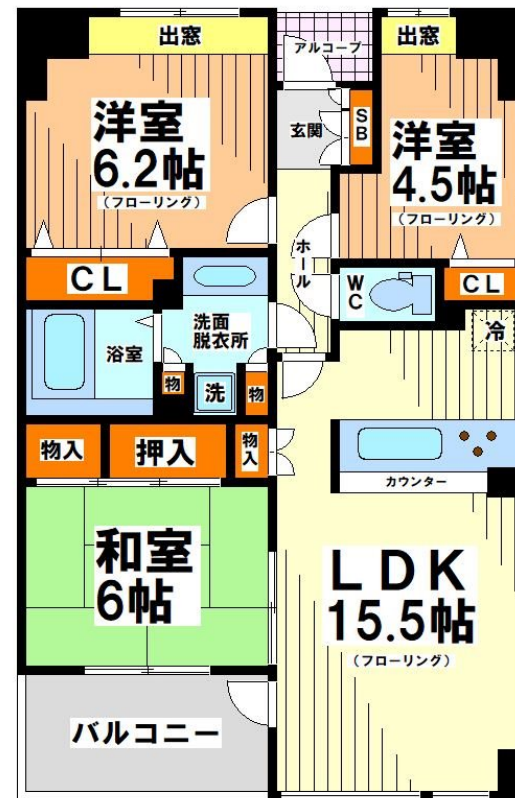 出窓
アルコーブ
出窓
洋室
6.2帖
(フローリング)
玄関
SB
洋室
4.5帖
(フローリング)
ホール
CL
WC
CL
洗面
脱衣所
浴室
冷
物
洗
物
物入
押入
物入
カウンター
和室
6帖
LDK
15.5帖
(フローリング)
バルコニー